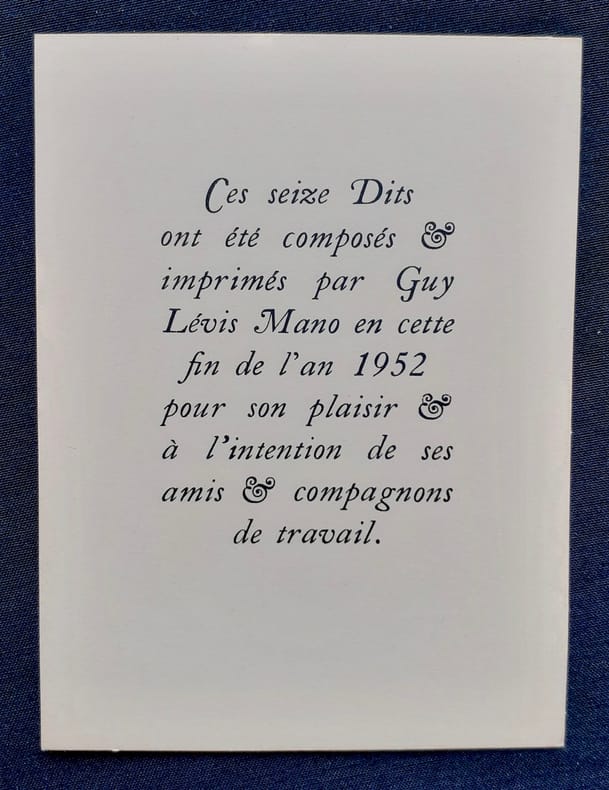 Ces seize Dits
ont été composés &
imprimés par Guy
Lévis Mano en cette
fin de l'an 1952
pour son plaisir &
à l'intention de ses
amis & compagnons
de travail.